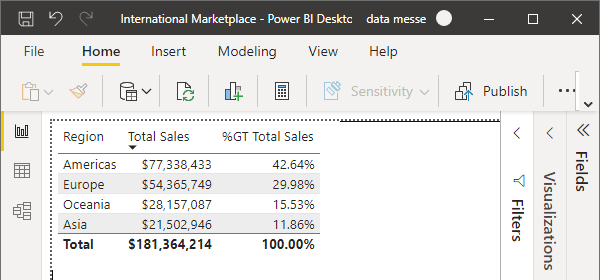 International Marketplace - Power BI Desktc data messe
File Home Insert Modeling View Help
Sensitivity Publish
Region Total Sales %GT Total Sales
Americas $77,338,433 42.64%
Europe $54,365,749 29.98%
Oceania $28,157,087 15.53%
Asia $21,502,946 11.86%
Total $181,364,214 100.00%
Filters
Visualizations
Fields